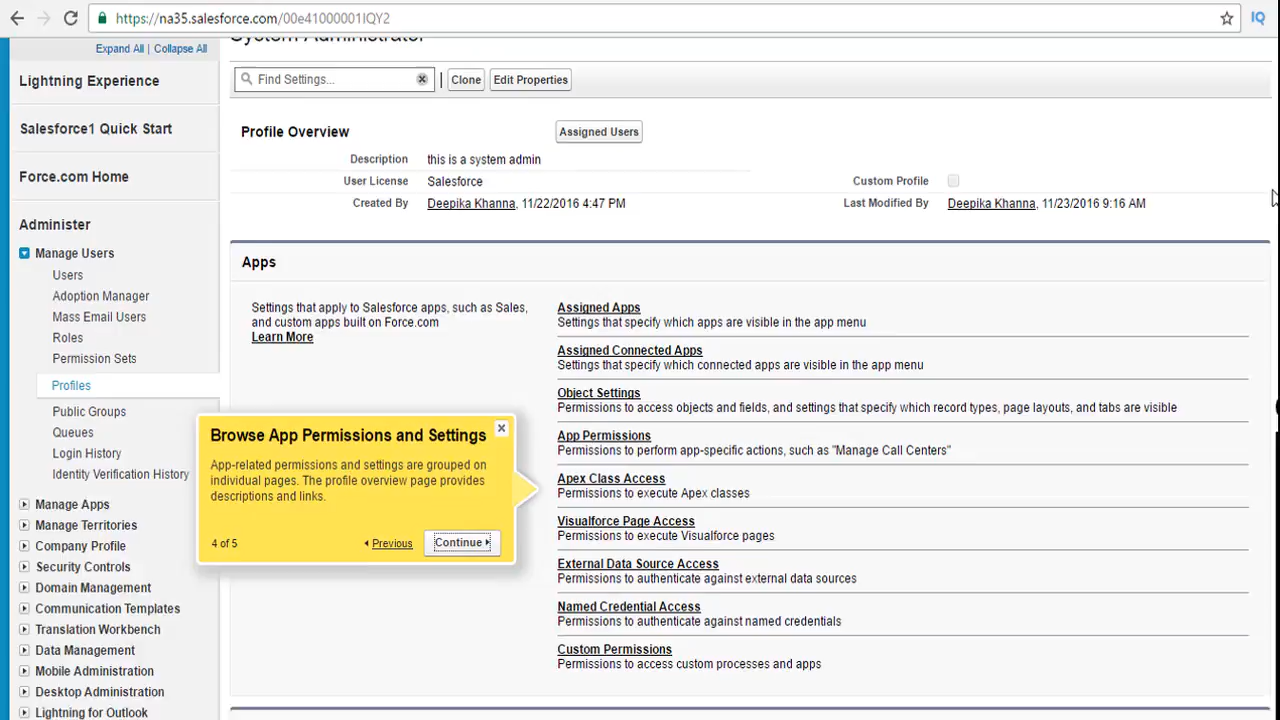 https://na35.salesforce.com/00e41000001IQY2
IQ
System Administrator
Expand All | Collapse All
Lightning Experience
Salesforce1 Quick Start
Force.com Home
Administer
Manage Users
Users
Adoption Manager
Mass Email Users
Roles
Permission Sets
Profiles
Public Groups
Queues
Login History
Identity Verification History
Manage Apps
Manage Territories
Company Profile
Security Controls
Domain Management
Communication Templates
Translation Workbench
Data Management
Mobile Administration
Desktop Administration
Lightning for Outlook
Find Settings...
Clone
Edit Properties
Profile Overview
Assigned Users
Description this is a system admin
User License Salesforce
Custom Profile
Created By Deepika Khanna, 11/22/2016 4:47 PM
Last Modified By Deepika Khanna, 11/23/2016 9:16 AM
Apps
Settings that apply to Salesforce apps, such as Sales,
and custom apps built on Force.com
Learn More
Assigned Apps
Settings that specify which apps are visible in the app menu
Assigned Connected Apps
Settings that specify which connected apps are visible in the app menu
Object Settings
Permissions to access objects and fields, and settings that specify which record types, page layouts, and tabs are visible
App Permissions
Permissions to perform app-specific actions, such as "Manage Call Centers"
Apex Class Access
Permissions to execute Apex classes
Visualforce Page Access
Permissions to execute Visualforce pages
External Data Source Access
Permissions to authenticate against external data sources
Named Credential Access
Permissions to authenticate against named credentials
Custom Permissions
Permissions to access custom processes and apps
Browse App Permissions and Settings
App-related permissions and settings are grouped on
individual pages. The profile overview page provides
descriptions and links.
4 of 5
Previous
Continue